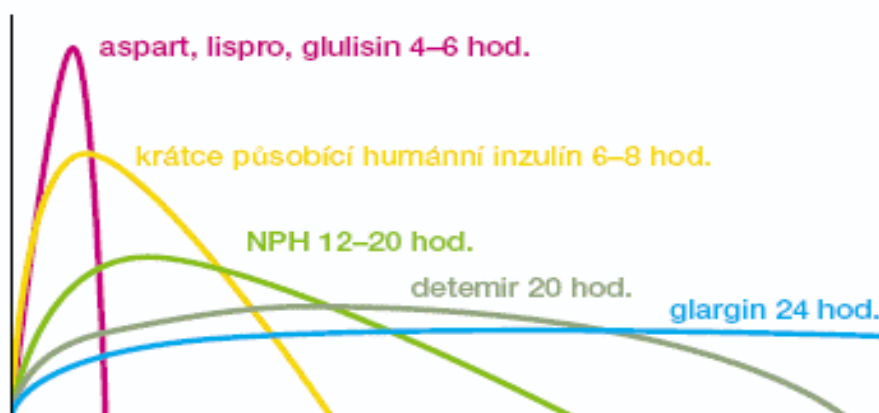 aspart, lispro, glulisin 4–6 hod.
krátce působící humánní inzulín 6–8 hod.
NPH 12–20 hod.
detemir 20 hod.
glargin 24 hod.